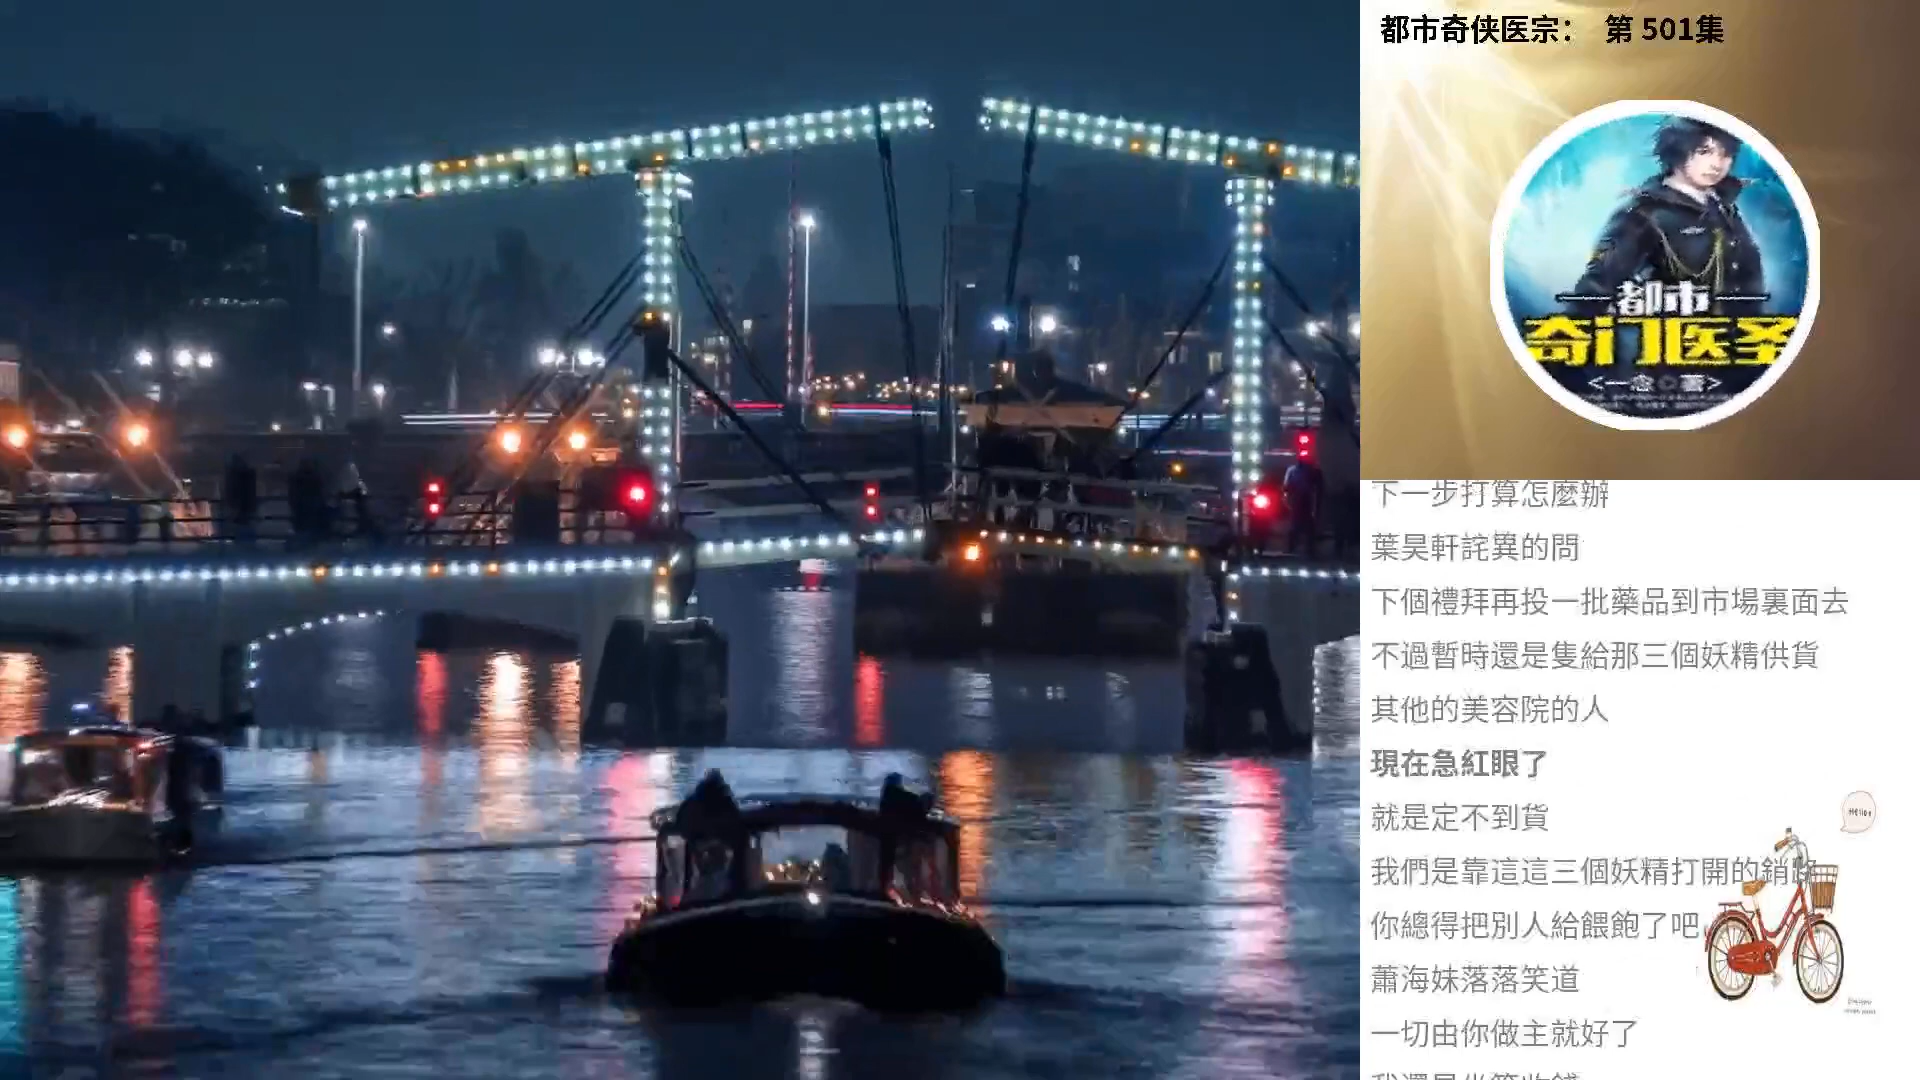 都市奇侠医宗： 第 501集
都市
奇门医圣
下一步打算怎麼辦
葉昊軒詫異的問
下個禮拜再投一批藥品到市場裏面去
不過暫時還是隻給那三個妖精供貨
其他的美容院的人
現在急紅眼了
就是定不到貨
Hello
我們是靠這這三個妖精打開的銷路
你總得把別人給餵飽了吧
蕭海妹落落笑道
一切由你做主就好了